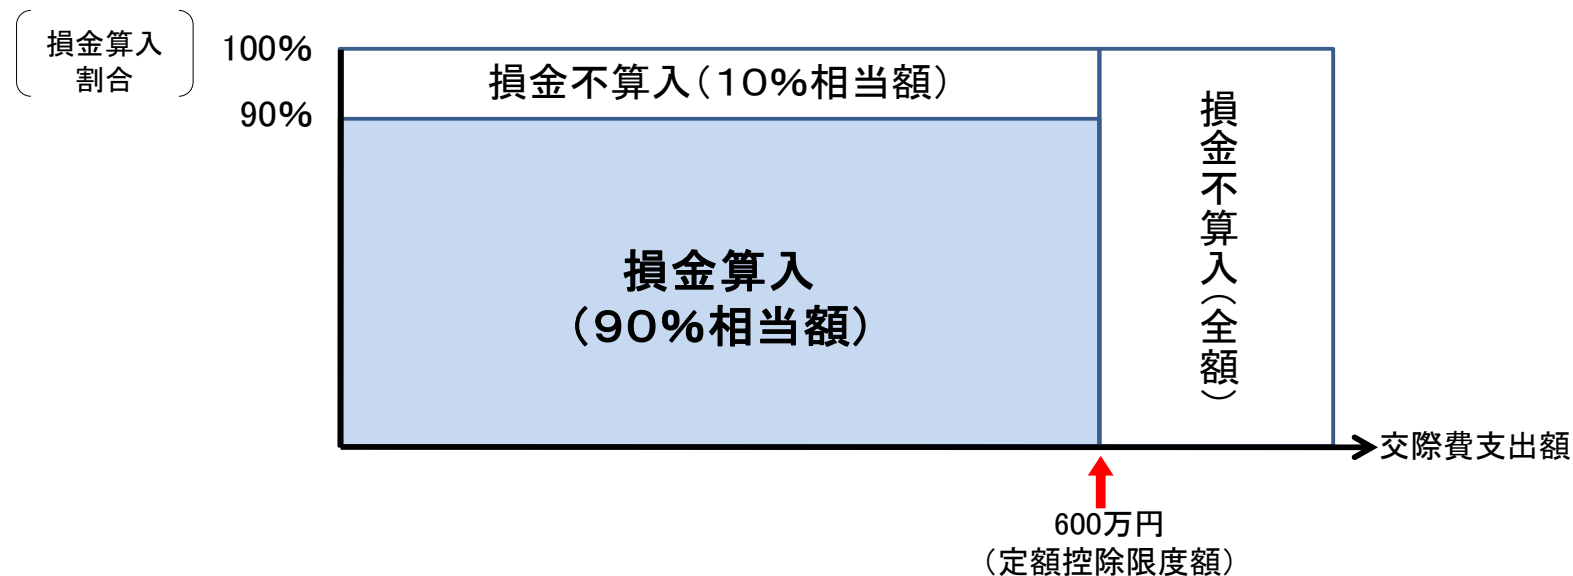 損金算入
割合
100%
損金不算入（１０％相当額）
90%
損金不算入（全額）
損金算入
（９０％相当額）
交際費支出額
600万円
（定額控除限度額）